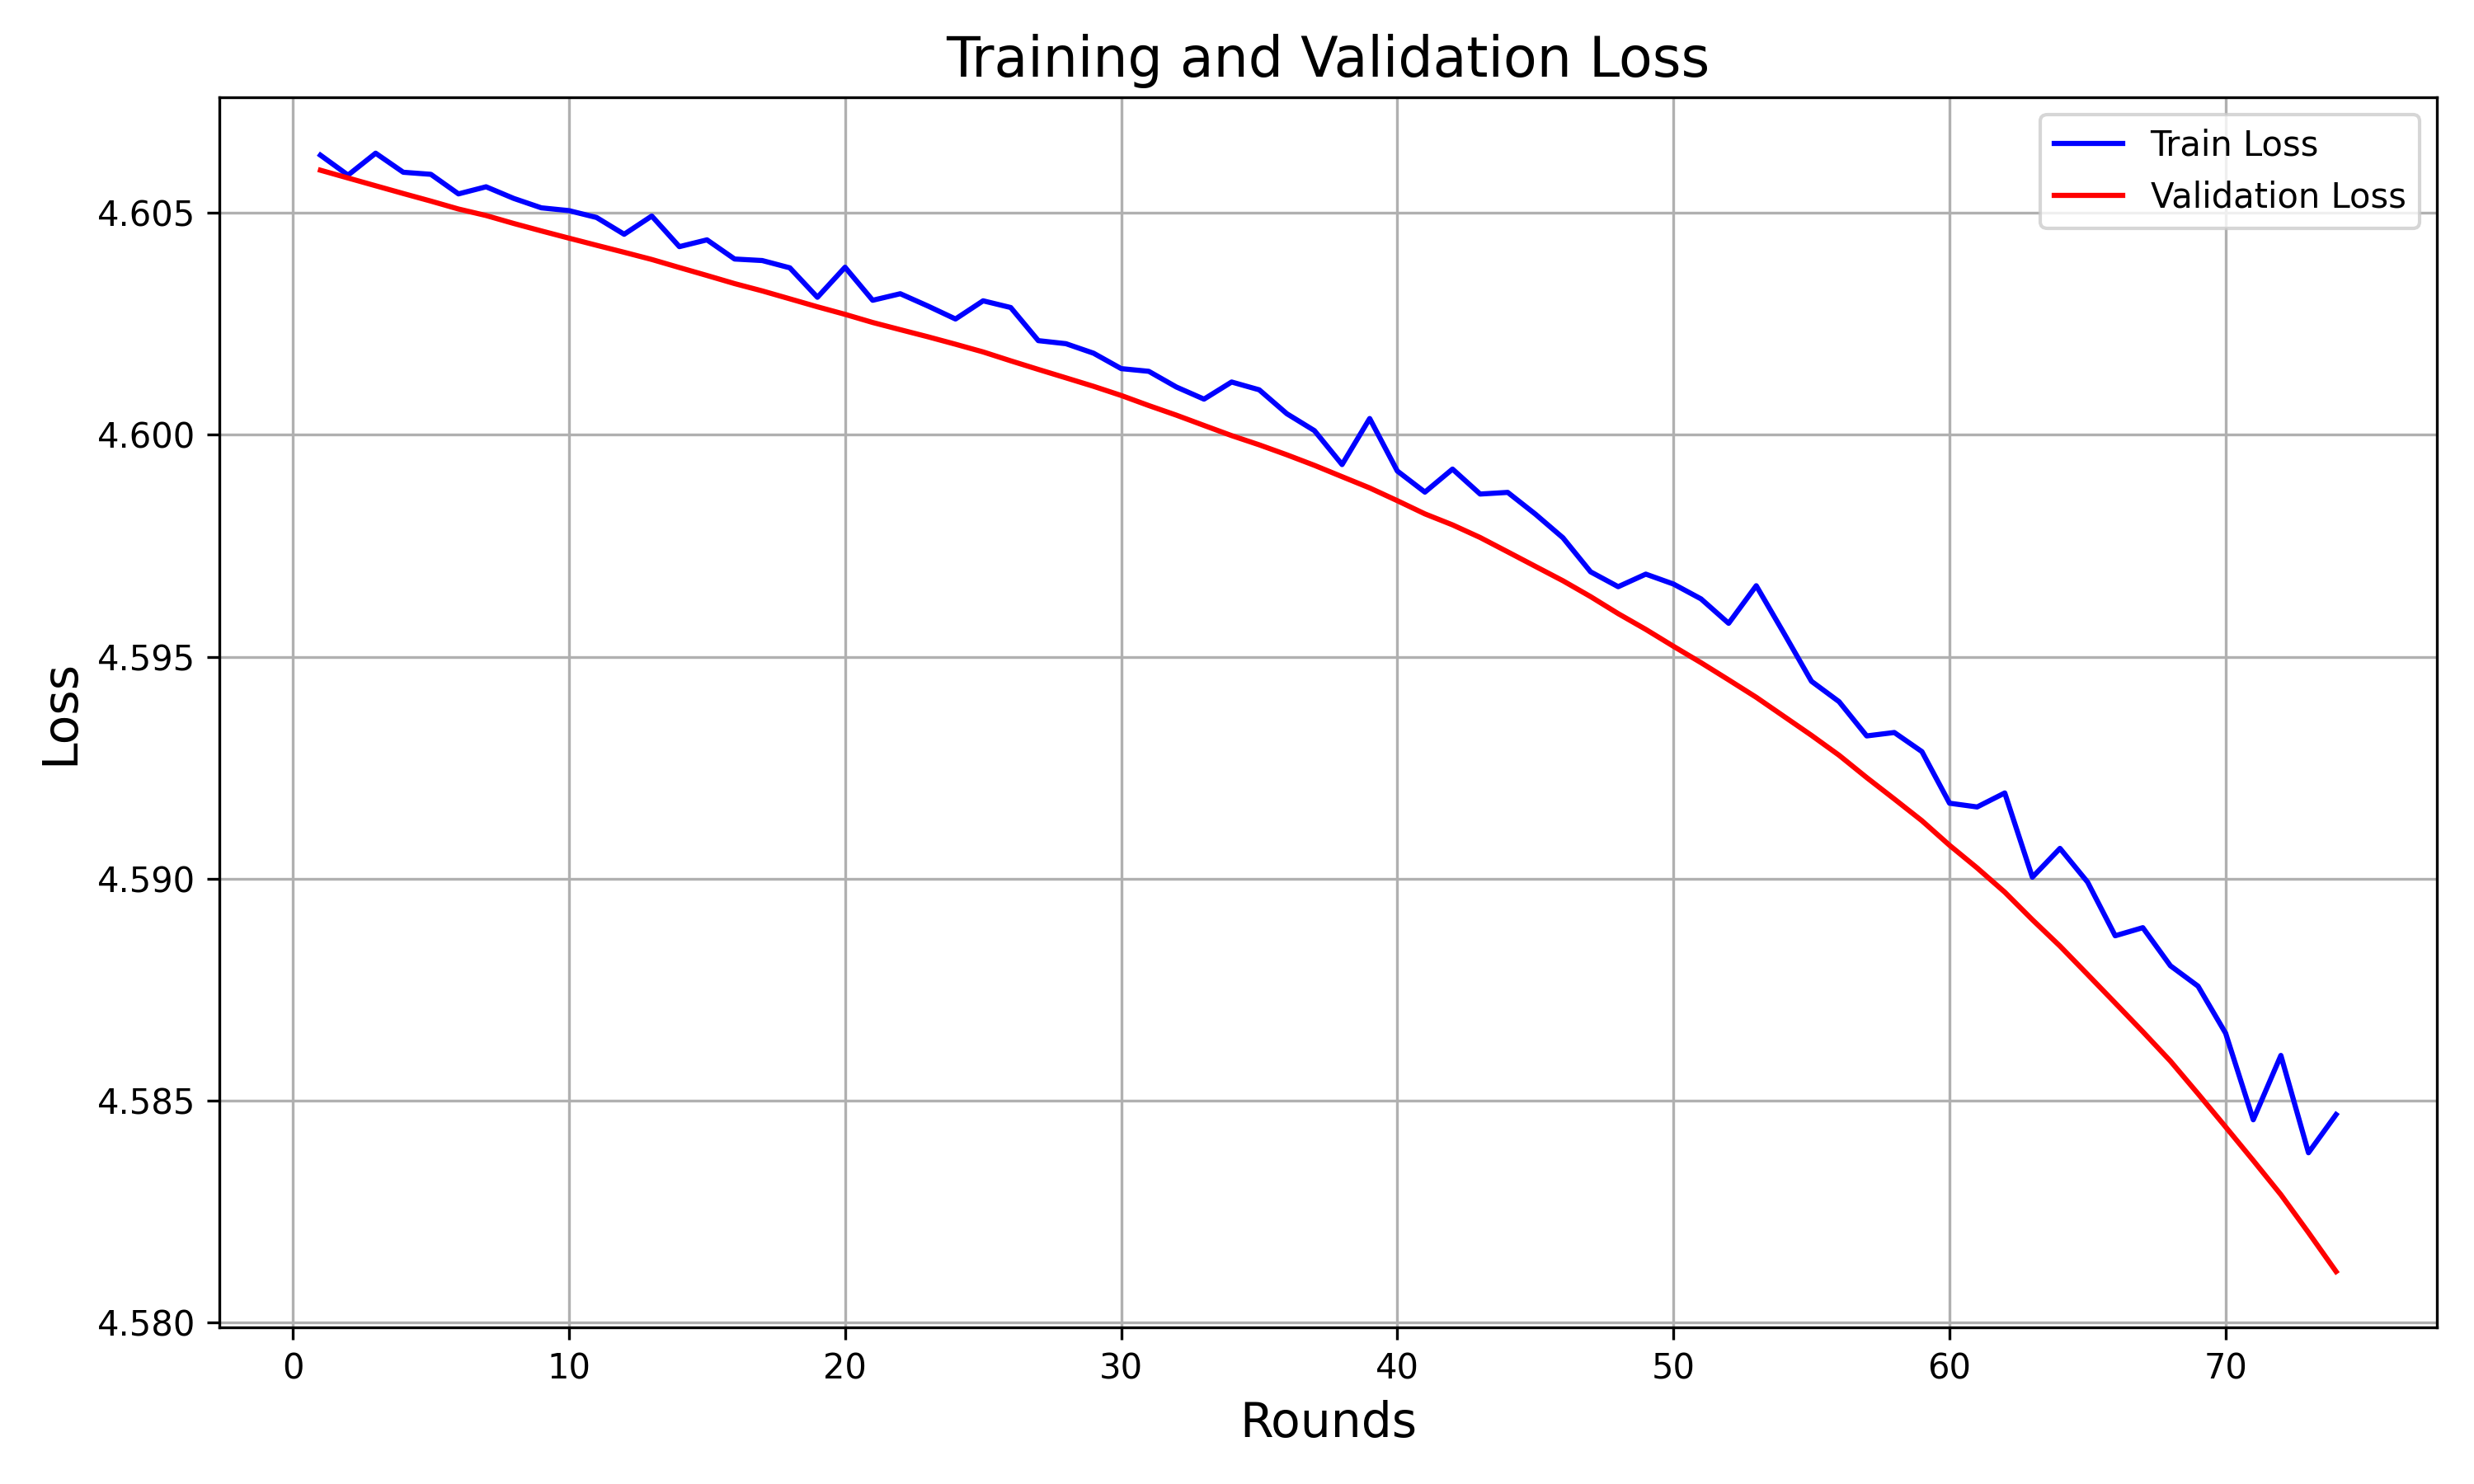 Training and Validation Loss
Train Loss
Validation Loss
4.605
4.600
4.595
4.590
4.585
4.580
Loss
0 10 20 30 40 50 60 70
Rounds